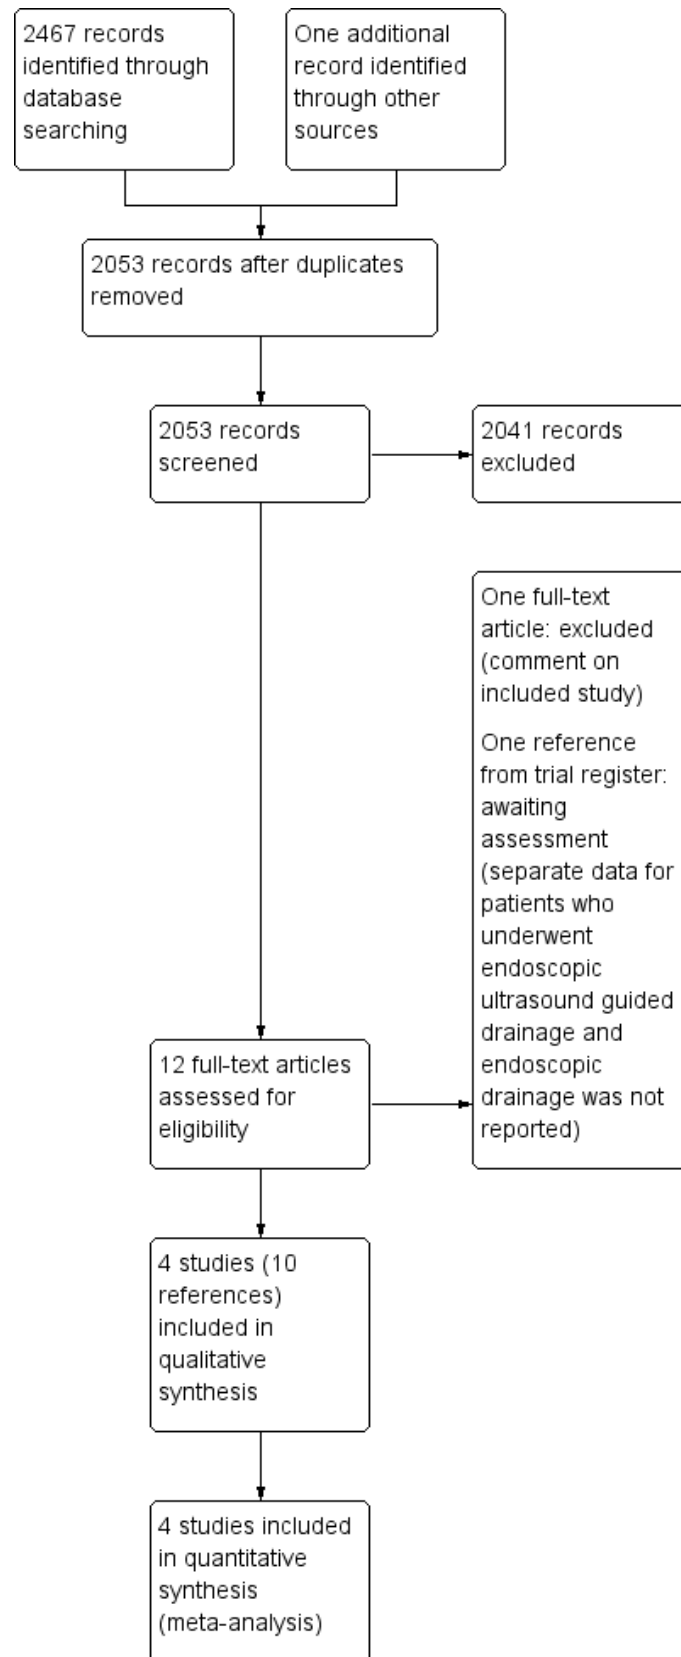 2467 records
identified through
database
searching
One additional
record identified
through other
sources
2053 records after duplicates
removed
2053 records
screened
2041 records
excluded
One full-text
article: excluded
(comment on
included study)
One reference
from trial register:
awaiting
assessment
(separate data for
patients who
underwent
endoscopic
ultrasound guided
drainage and
endoscopic
drainage was not
reported)
12 full-text articles
assessed for
eligibility
4 studies (10
references)
included in
qualitative
synthesis
4 studies included
in quantitative
synthesis
(meta-analysis)